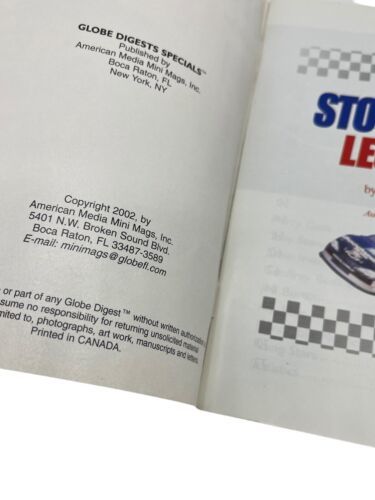 GLOBE DIGESTS SPECIALS™
Published by
American Media Mini Mags, Inc.
Boca Raton, FL
New York, NY
Copyright 2002, by
American Media Mini Mags, Inc.
5401 N.W. Broken Sound Blvd.
Boca Raton, FL 33487-3589
E-mail: minimags@globefl.com
or part of any Globe Digest™ without written authorization
sume no responsibility for returning unsolicited material
imited to, photographs, art work, manuscripts and letters.
Printed in CANADA.
STO
LE
by